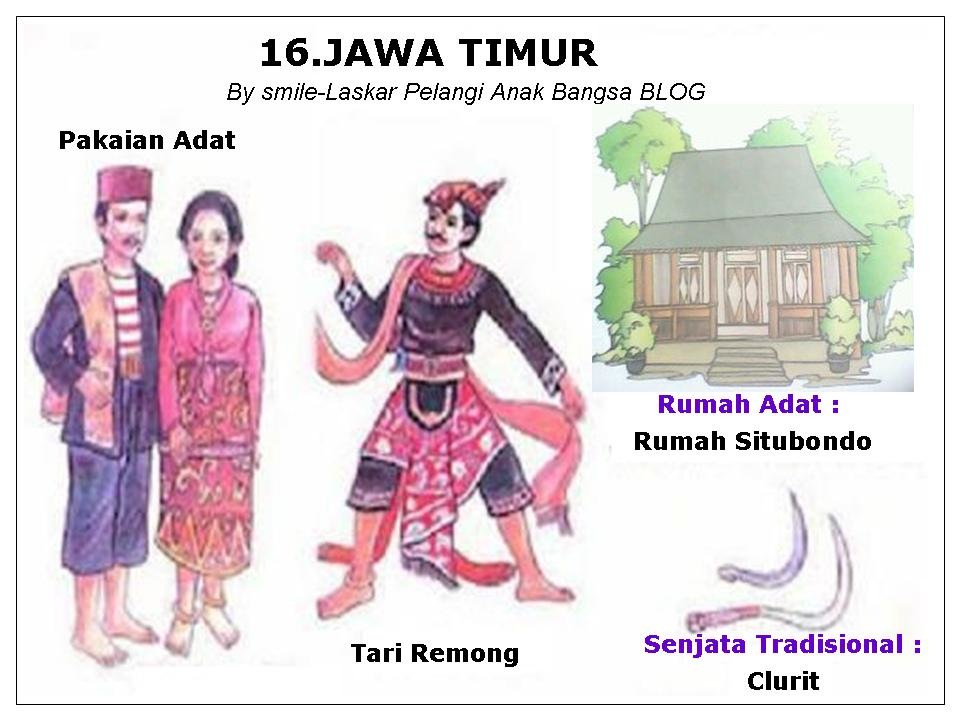 16.JAWA TIMUR
By smile-Laskar Pelangi Anak Bangsa BLOG
Pakaian Adat
Rumah Adat :
Rumah Situbondo
Tari Remong
Senjata Tradisional :
Clurit